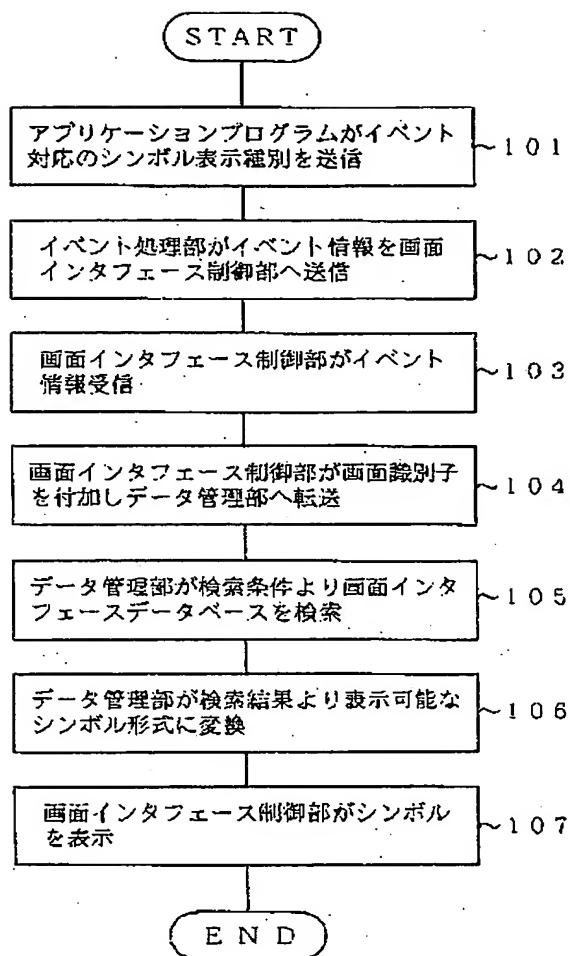 START
アプリケーションプログラムがイベント
対応のシンボル表示種別を送信
~101
イベント処理部がイベント情報を画面
インタフェース制御部へ送信
~102
画面インタフェース制御部がイベント
情報受信
~103
画面インタフェース制御部が画面識別子
を付加しデータ管理部へ転送
~104
データ管理部が検索条件より画面インタ
フェースデータベースを検索
~105
データ管理部が検索結果より表示可能な
シンボル形式に変換
~106
画面インタフェース制御部がシンボル
を表示
~107
END